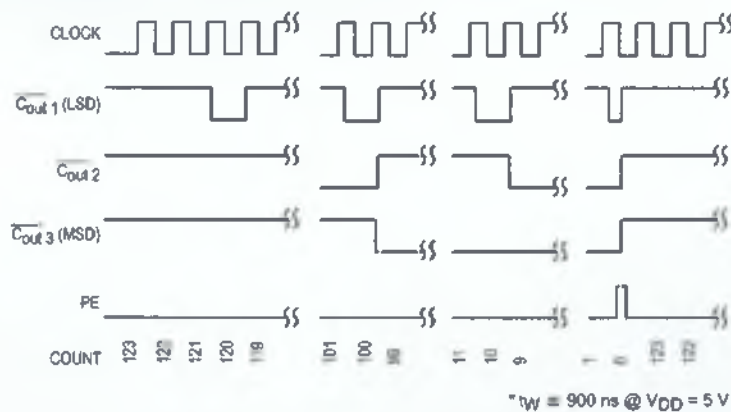 CLOCK
Cout 1 (LSD)
Cout 2
Cout 3 (MSD)
PE
COUNT 123 121 120 119 101 100 99 11 10 9 1 0 123 122
* tW = 900 ns @ VDD = 5 V